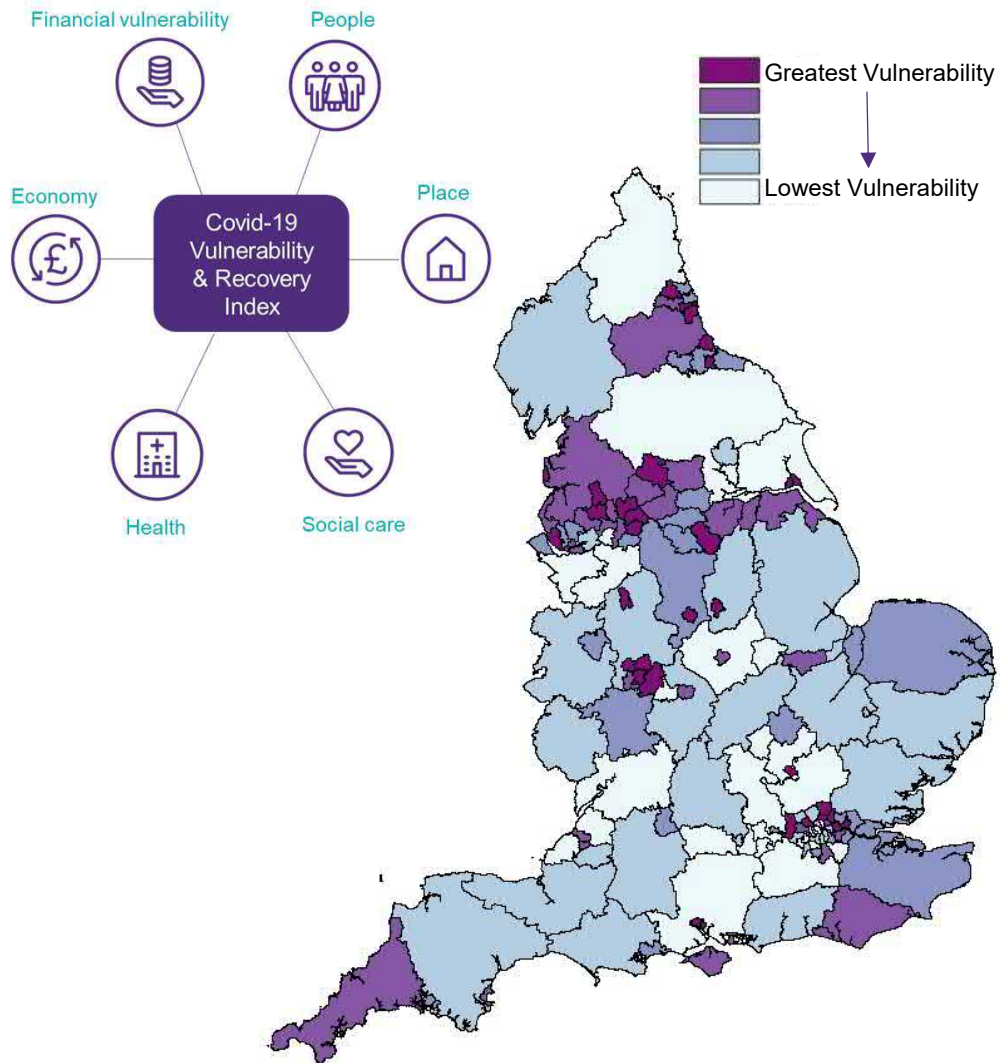 Financial vulnerability
People
Greatest Vulnerability
Economy
£
Covid-19
Vulnerability
& Recovery
Index
Place
Lowest Vulnerability
Health
Social care